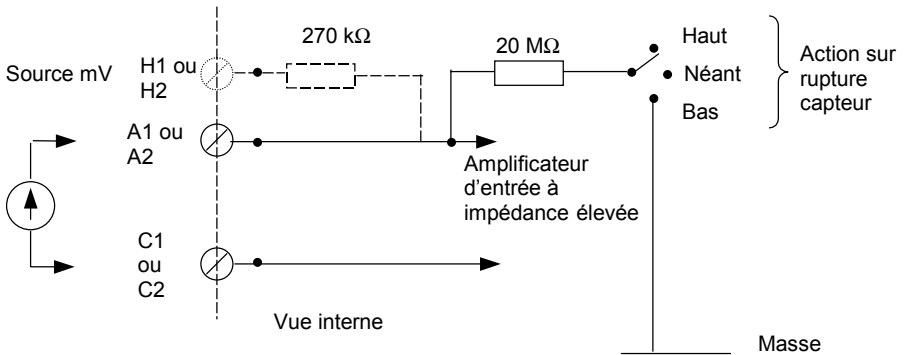 270 kΩ
20 MΩ
Haut
Néant
Bas
Action sur
rupture
capteur
Source mV
H1 ou
H2
A1 ou
A2
Amplificateur
d'entrée à
impédance élevée
C1
ou
C2
Vue interne
Masse